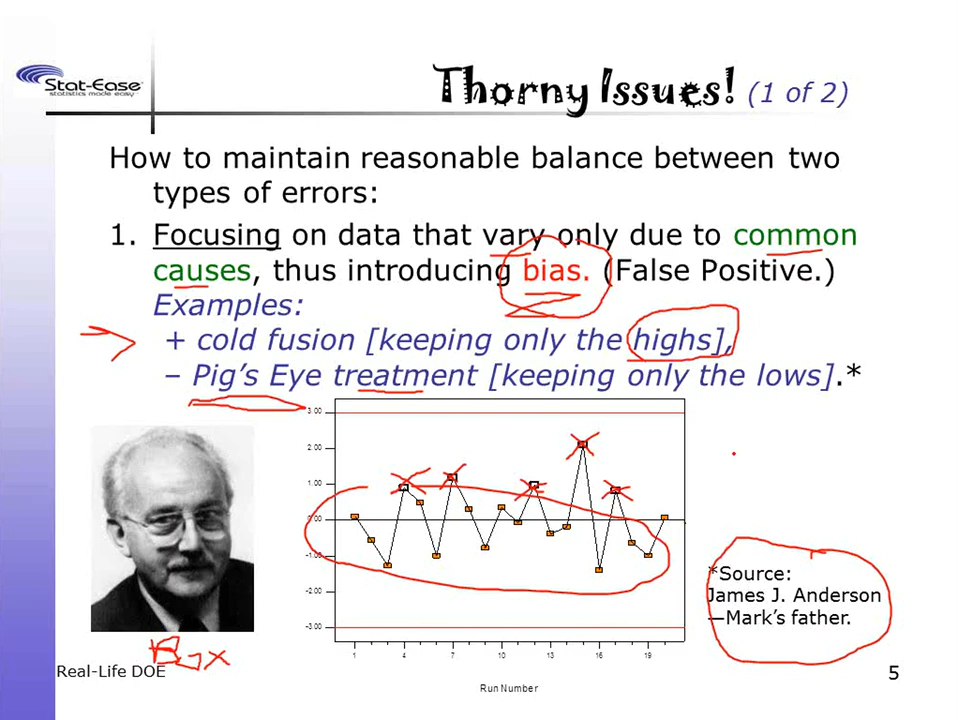 Stat-Ease
statistics made easy
Thorny Issues! (1 of 2)
How to maintain reasonable balance between two
types of errors:
1. Focusing on data that vary only due to common
causes, thus introducing bias. (False Positive.)
Examples:
+ cold fusion [keeping only the highs],
– Pig's Eye treatment [keeping only the lows].*
3.00
2.00
1.00
0.00
-1.00
-2.00
-3.00
1 4 7 10 13 16 19
Run Number
*Source:
James J. Anderson
—Mark's father.
Box
Real-Life DOE
5